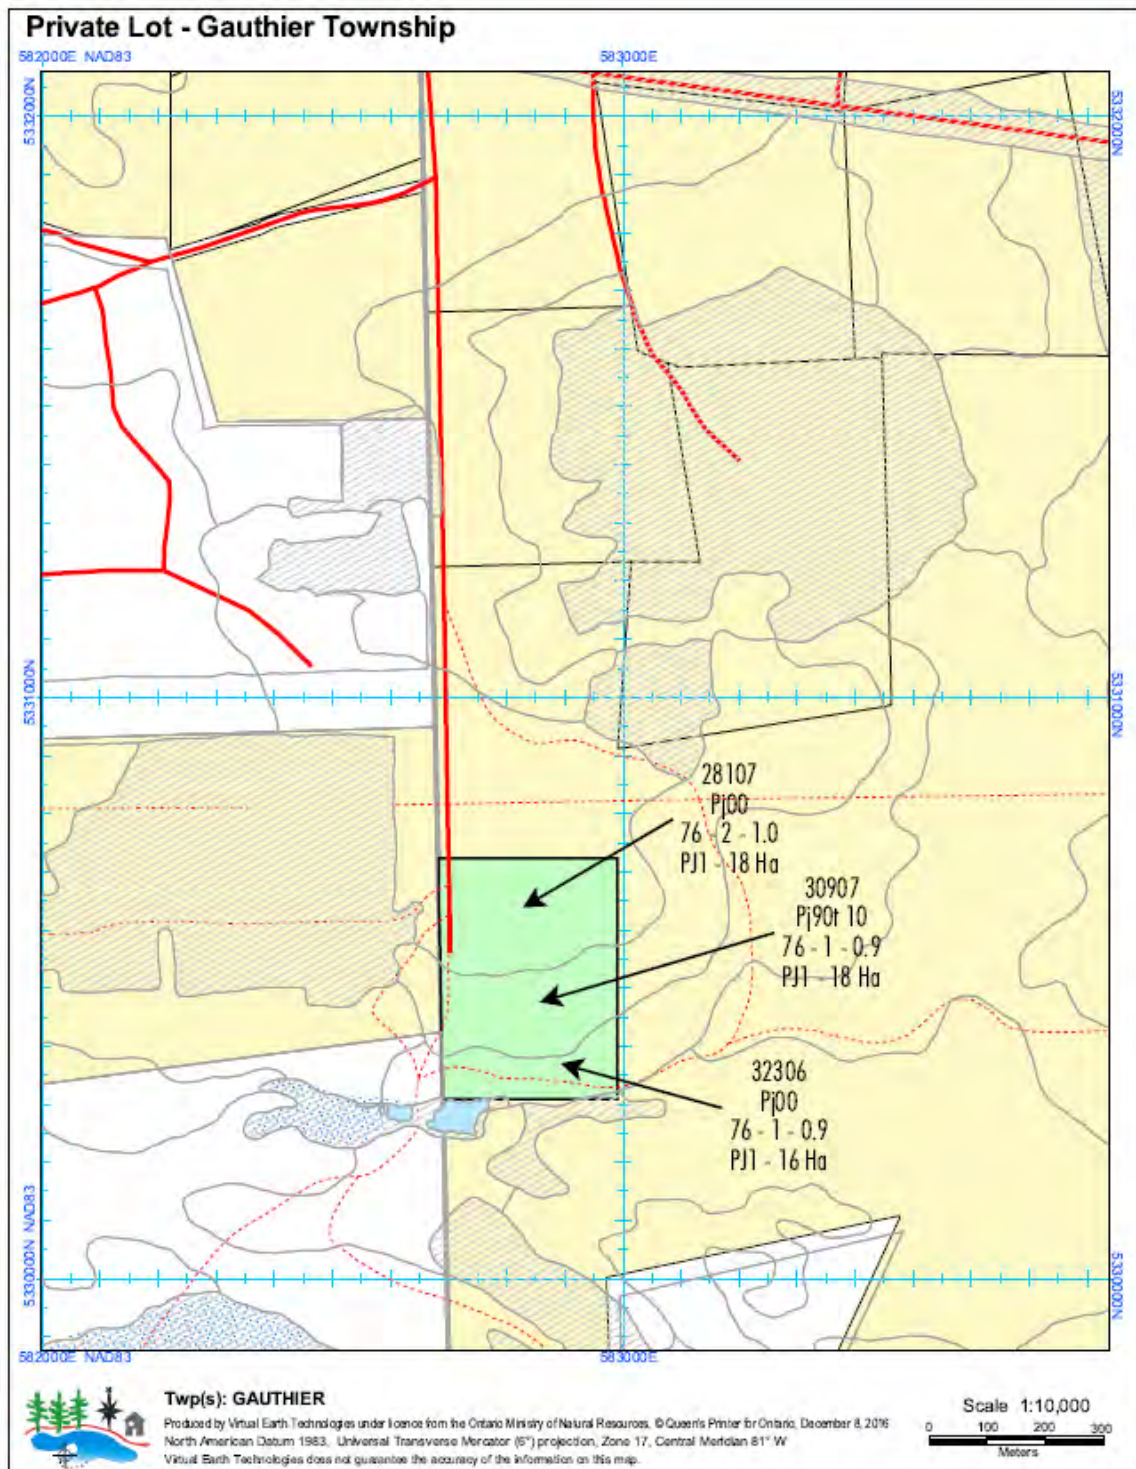 Private Lot - Gauthier Township
582000E NAD83
583000E
5332000N
5332000N
5331000N
5331000N
28107
Pj00
76 - 2 - 1.0
PJ1 - 18 Ha
30907
Pj90t 10
76 - 1 - 0.9
PJ1 - 18 Ha
32306
Pj00
76 - 1 - 0.9
PJ1 - 16 Ha
5330000N NAD83
5330000N
582000E NAD83
583000E
Twp(s): GAUTHIER
Produced by Virtual Earth Technologies under licence from the Ontario Ministry of Natural Resources, © Queen's Printer for Ontario, December 8, 2016
North American Datum 1983, Universal Transverse Mercator (6°) projection, Zone 17, Central Meridian 81° W
Virtual Earth Technologies does not guarantee the accuracy of the information on this map.
Scale 1:10,000
0 100 200 300
Meters